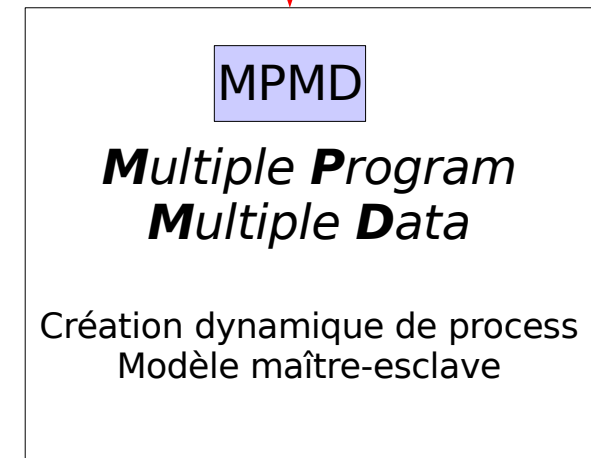 MPMD
Multiple Program
Multiple Data
Création dynamique de process
Modèle maître-esclave